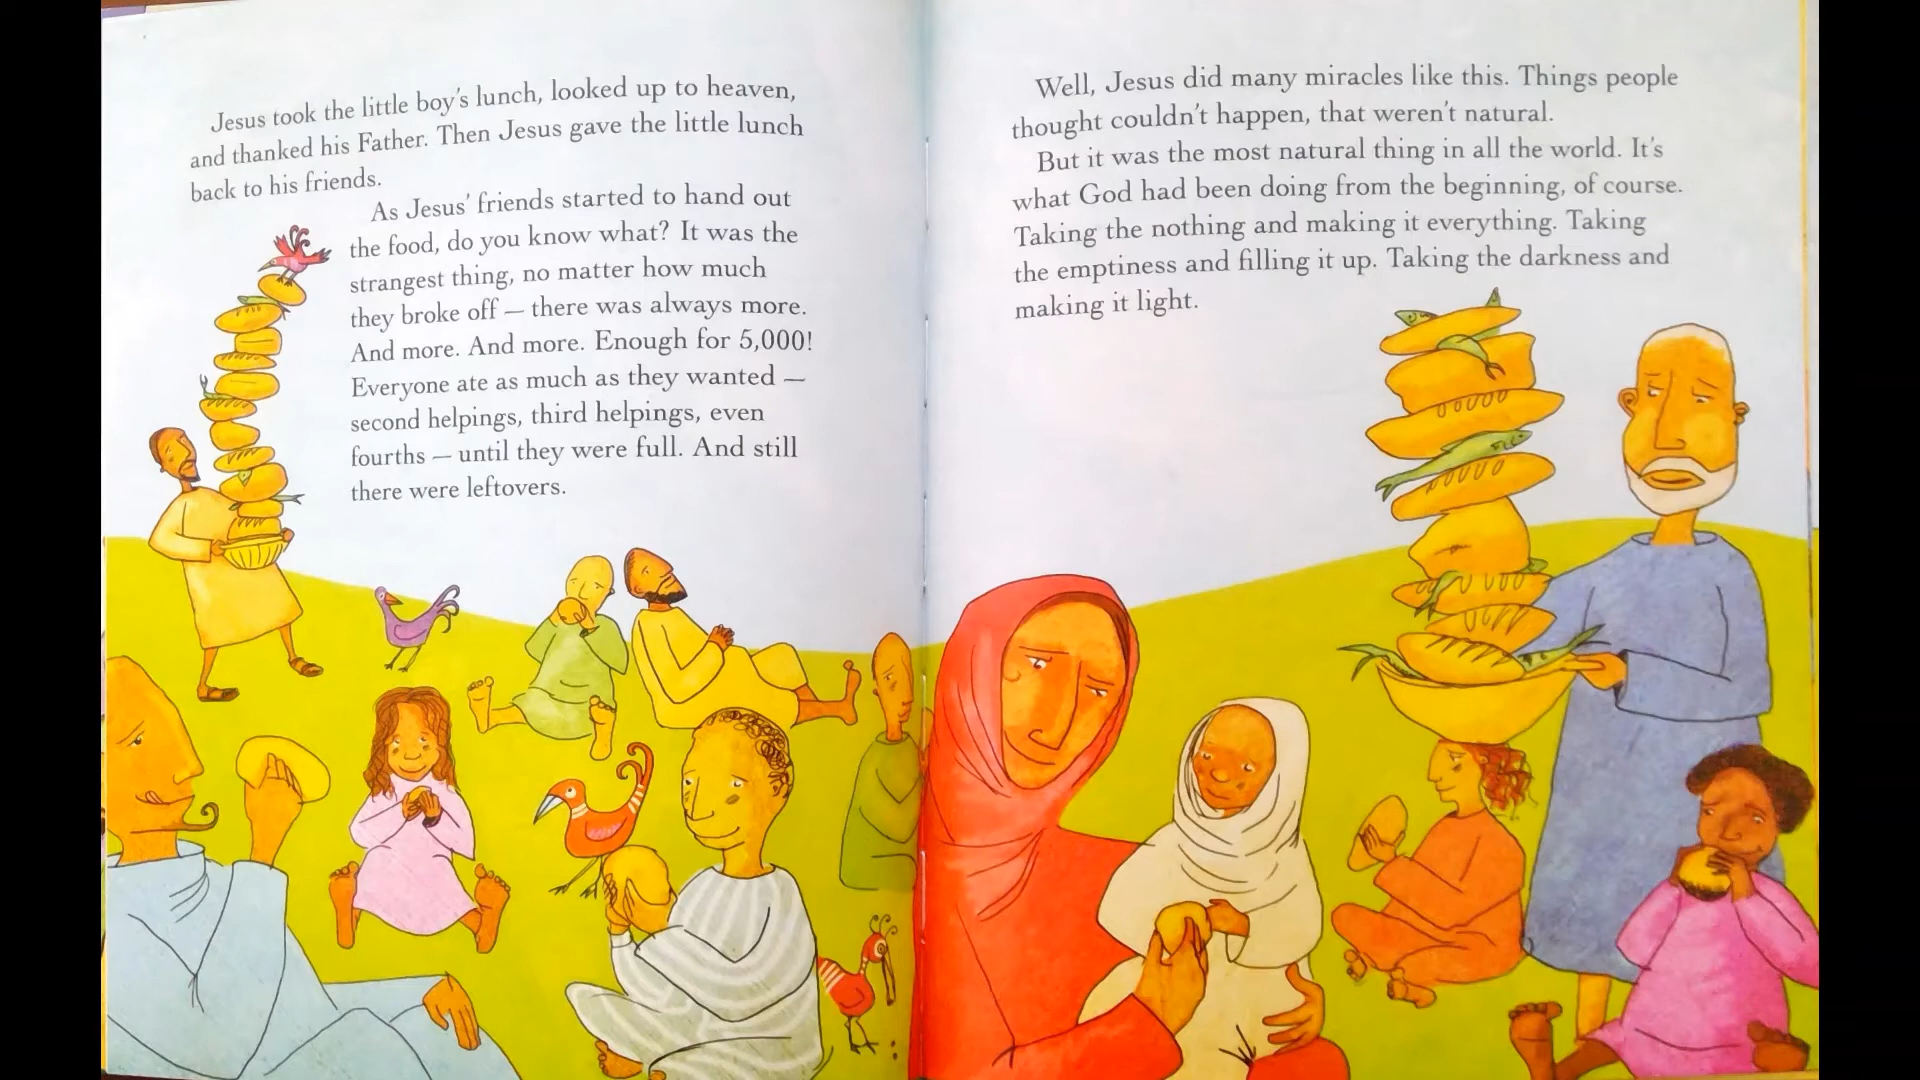 Jesus took the little boy's lunch, looked up to heaven,
and thanked his Father. Then Jesus gave the little lunch
back to his friends.
As Jesus' friends started to hand out
the food, do you know what? It was the
strangest thing, no matter how much
they broke off — there was always more.
And more. And more. Enough for 5,000!
Everyone ate as much as they wanted —
second helpings, third helpings, even
fourths — until they were full. And still
there were leftovers.
Well, Jesus did many miracles like this. Things people
thought couldn't happen, that weren't natural.
But it was the most natural thing in all the world. It's
what God had been doing from the beginning, of course.
Taking the nothing and making it everything. Taking
the emptiness and filling it up. Taking the darkness and
making it light.